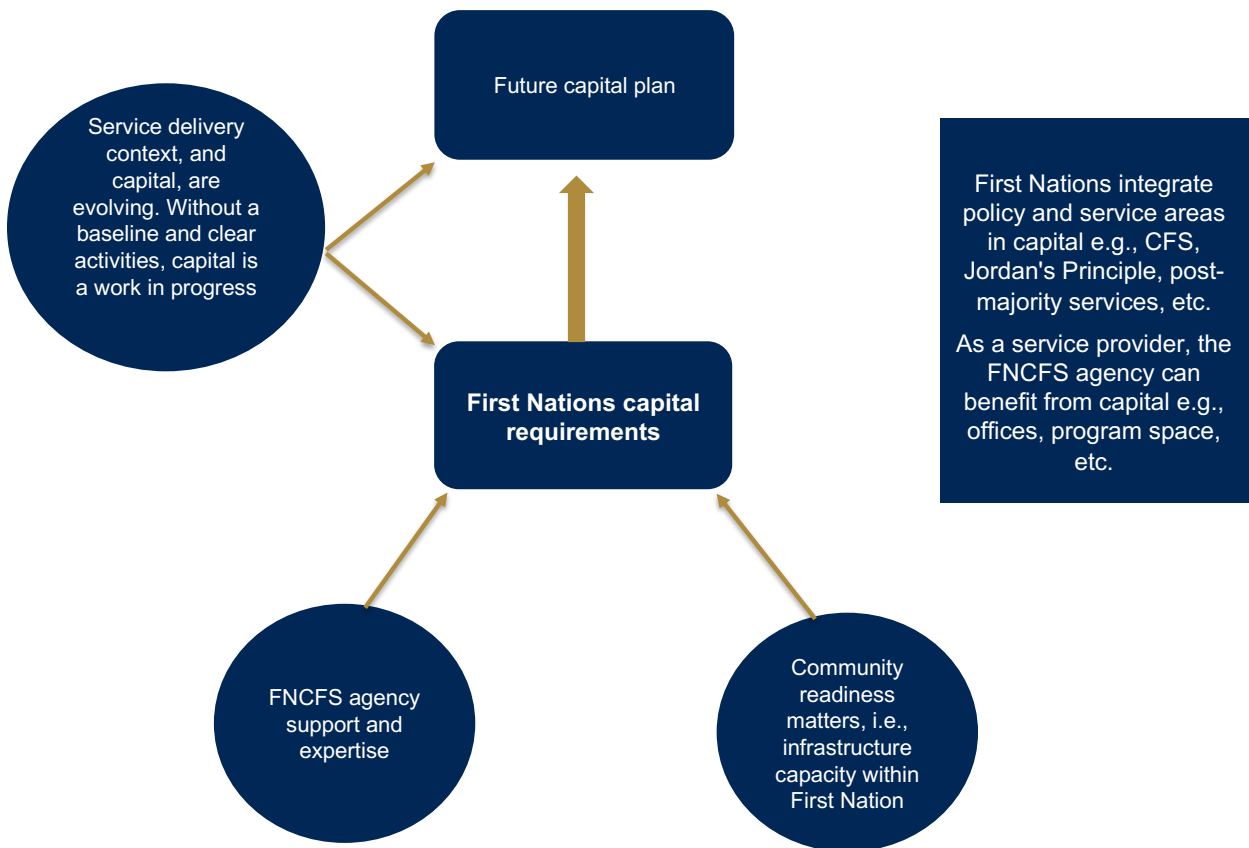 Future capital plan
Service delivery
context, and
capital, are
evolving. Without a
baseline and clear
activities, capital is
a work in progress
First Nations integrate
policy and service areas
in capital e.g., CFS,
Jordan's Principle, post-
majority services, etc.
As a service provider, the
FNCFS agency can
benefit from capital e.g.,
offices, program space,
etc.
First Nations capital
requirements
FNCFS agency
support and
expertise
Community
readiness
matters, i.e.,
infrastructure
capacity within
First Nation